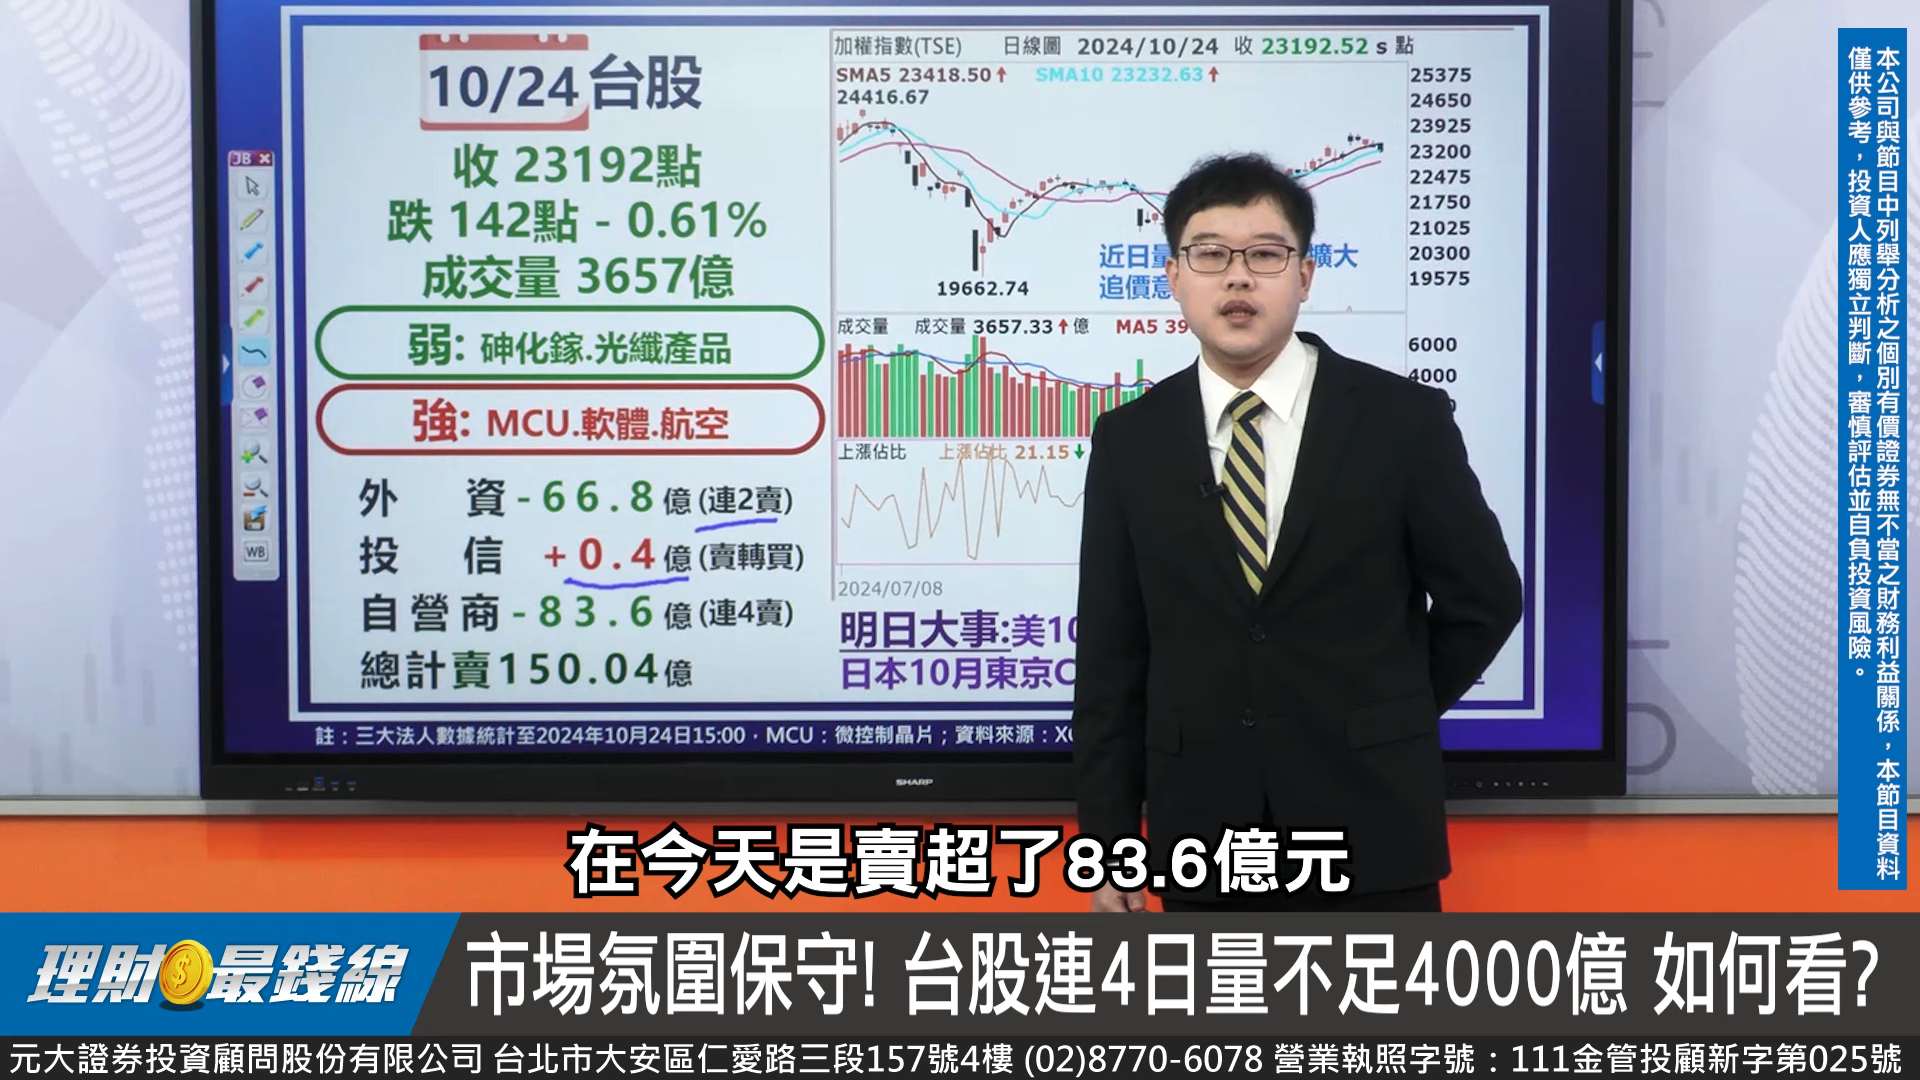 10/24台股
收 23192點
跌 142點 - 0.61%
成交量 3657億
弱: 砷化鎵.光纖產品
強: MCU.軟體.航空
外資-66.8億(連2賣)
投信+0.4億(賣轉買)
自營商-83.6億(連4賣)
總計賣150.04億
加權指數(TSE) 日線圖 2024/10/24 收 23192.52 s 點
SMA5 23418.50↑ SMA10 23232.63↑
24416.67
19662.74
25375
24650
23925
23200
22475
21750
21025
20300
19575
近日量
擴大
追價意
成交量 成交量 3657.33↑億 MA5 39
6000
4000
上漲佔比 上漲佔比 21.15↓
2024/07/08
明日大事:美10
日本10月東京C
註：三大法人數據統計至2024年10月24日15:00，MCU：微控制晶片；資料來源：X
JB
WB
SHARP
本公司與節目中列舉分析之個別有價證券無不當之財務利益關係，本節目資料
僅供參考，投資人應獨立判斷，審慎評估並自負投資風險。
在今天是賣超了83.6億元
理財最錢線
市場氛圍保守! 台股連4日量不足4000億 如何看?
元大證券投資顧問股份有限公司 台北市大安區仁愛路三段157號4樓 (02)8770-6078 營業執照字號：111金管投顧新字第025號